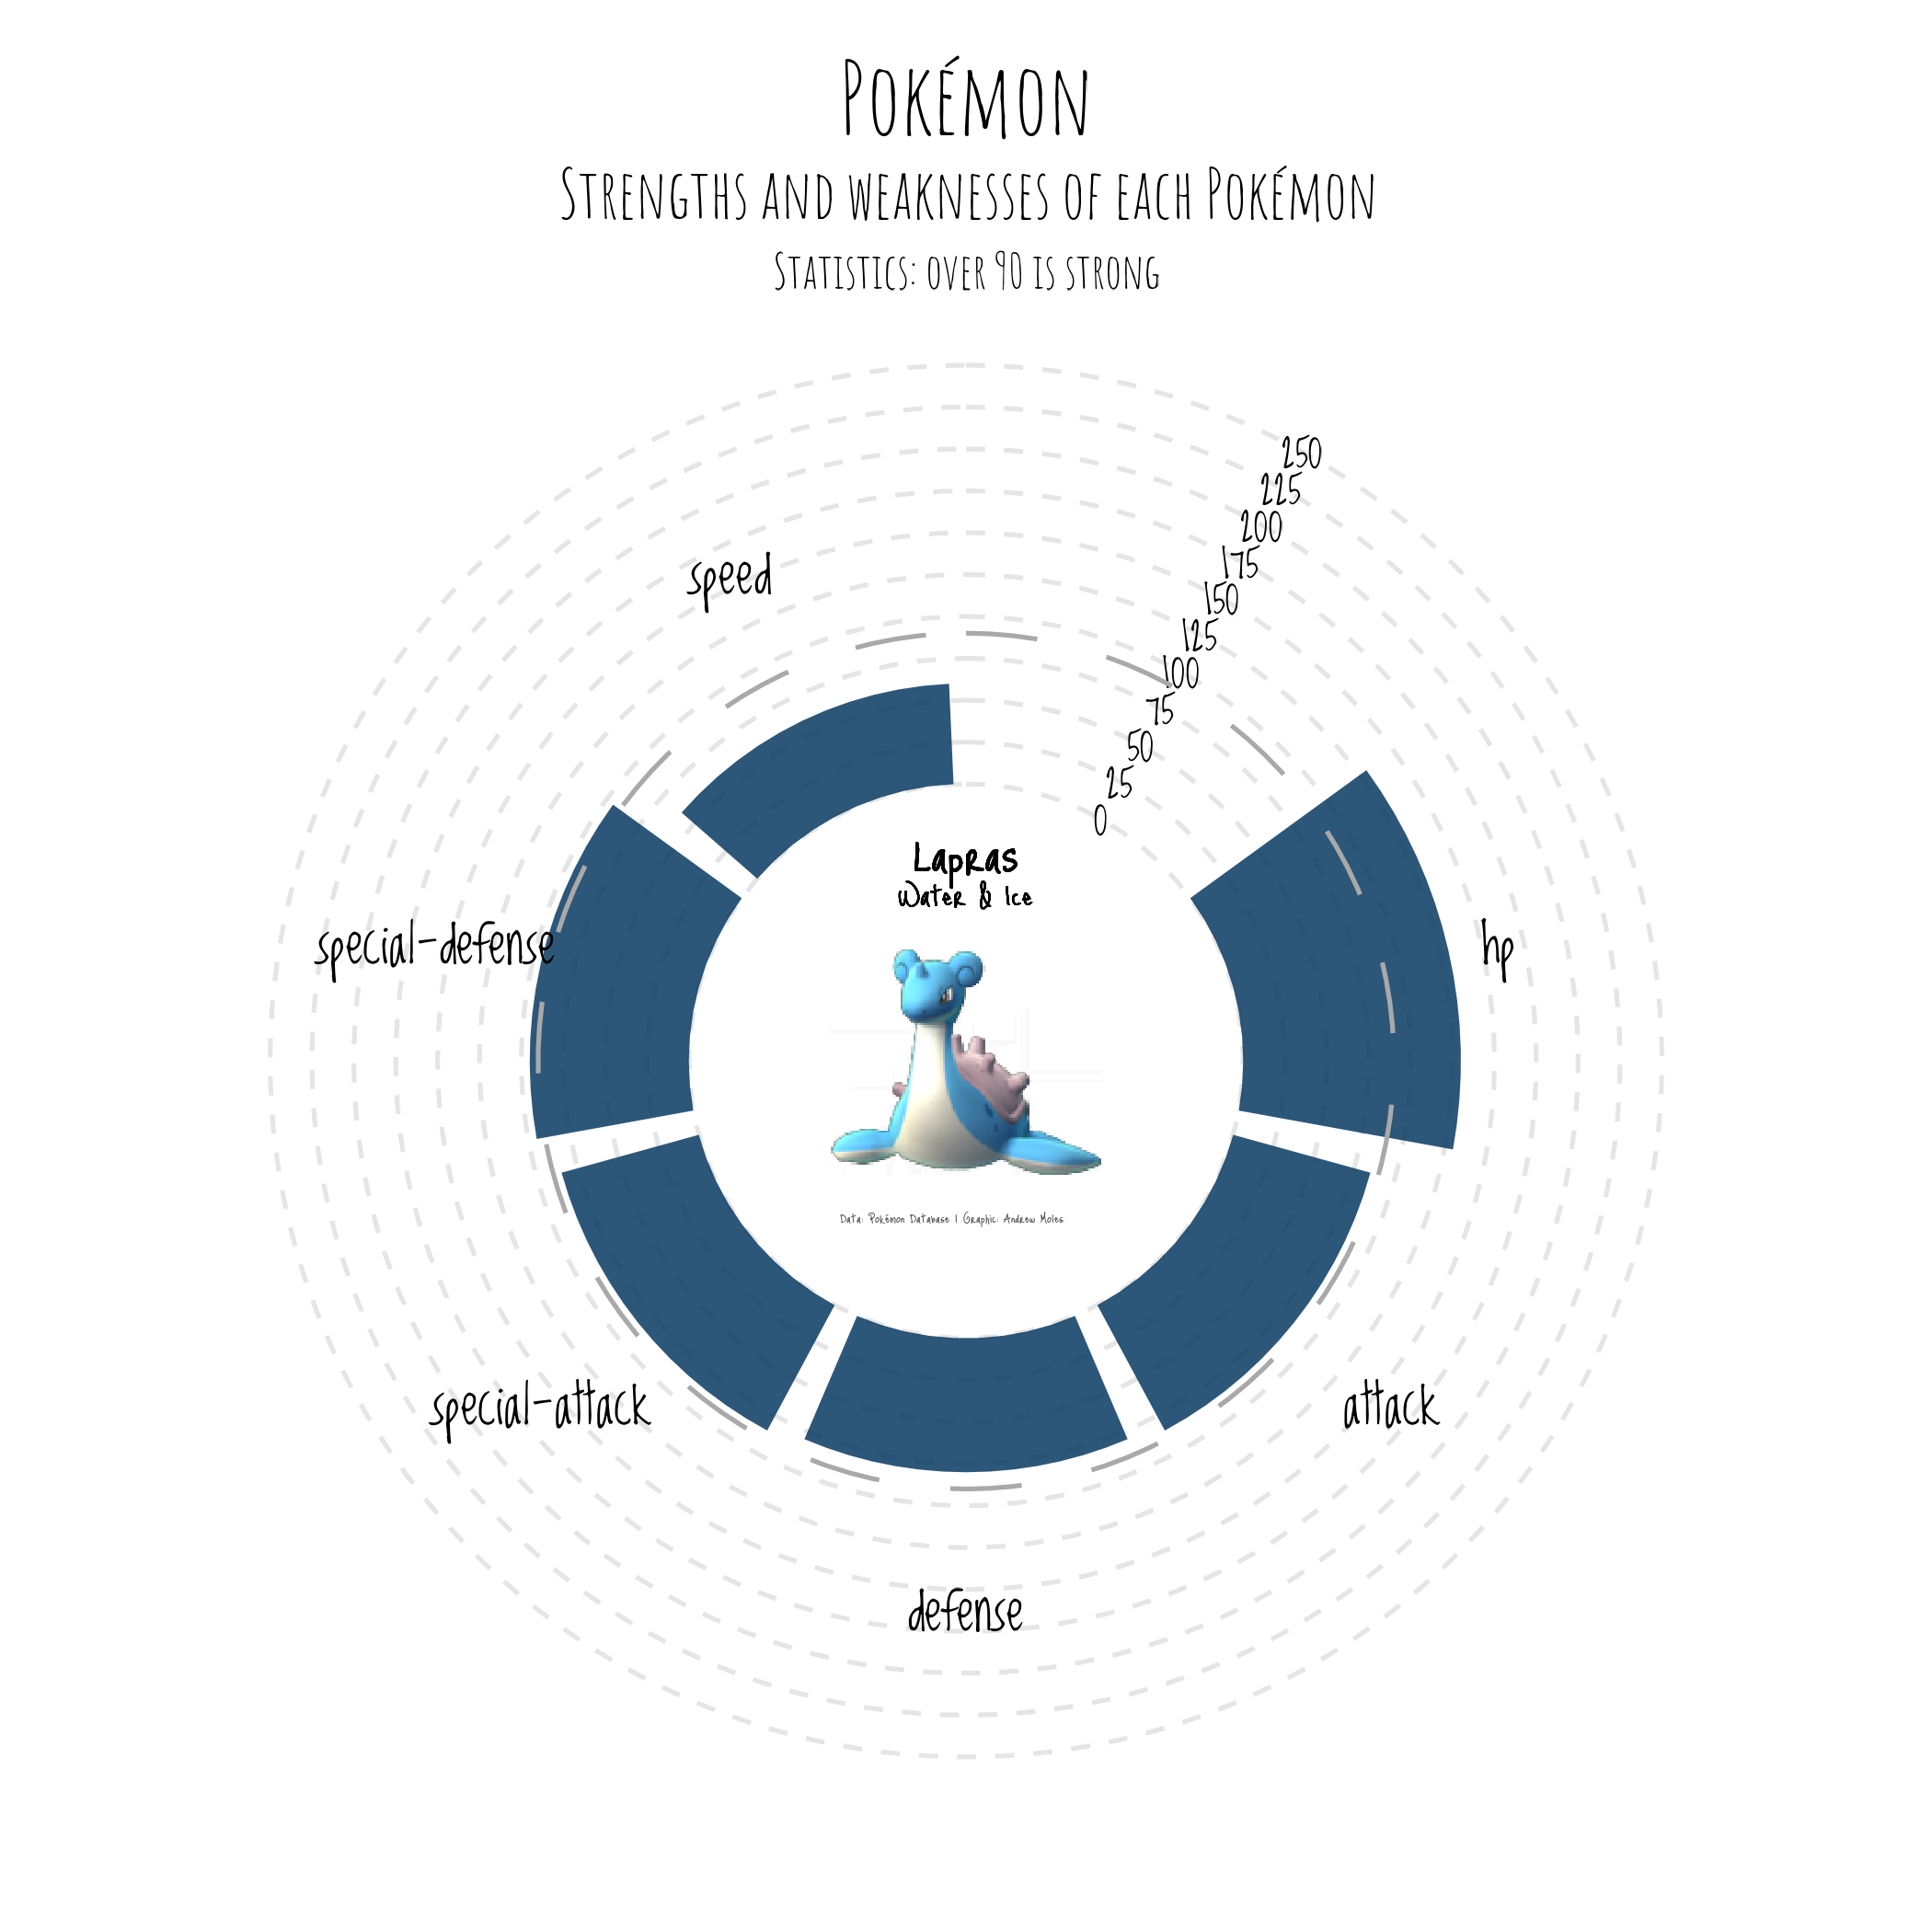 Pokémon
Strengths and weaknesses of each Pokémon
Statistics: over 90 is strong
250
225
200
175
150
125
100
75
50
25
0
speed
special-defense
hp
Lapras
Water & Ice
Data: Pokémon Database | Graphic: Andrew Moles
special-attack
attack
defense